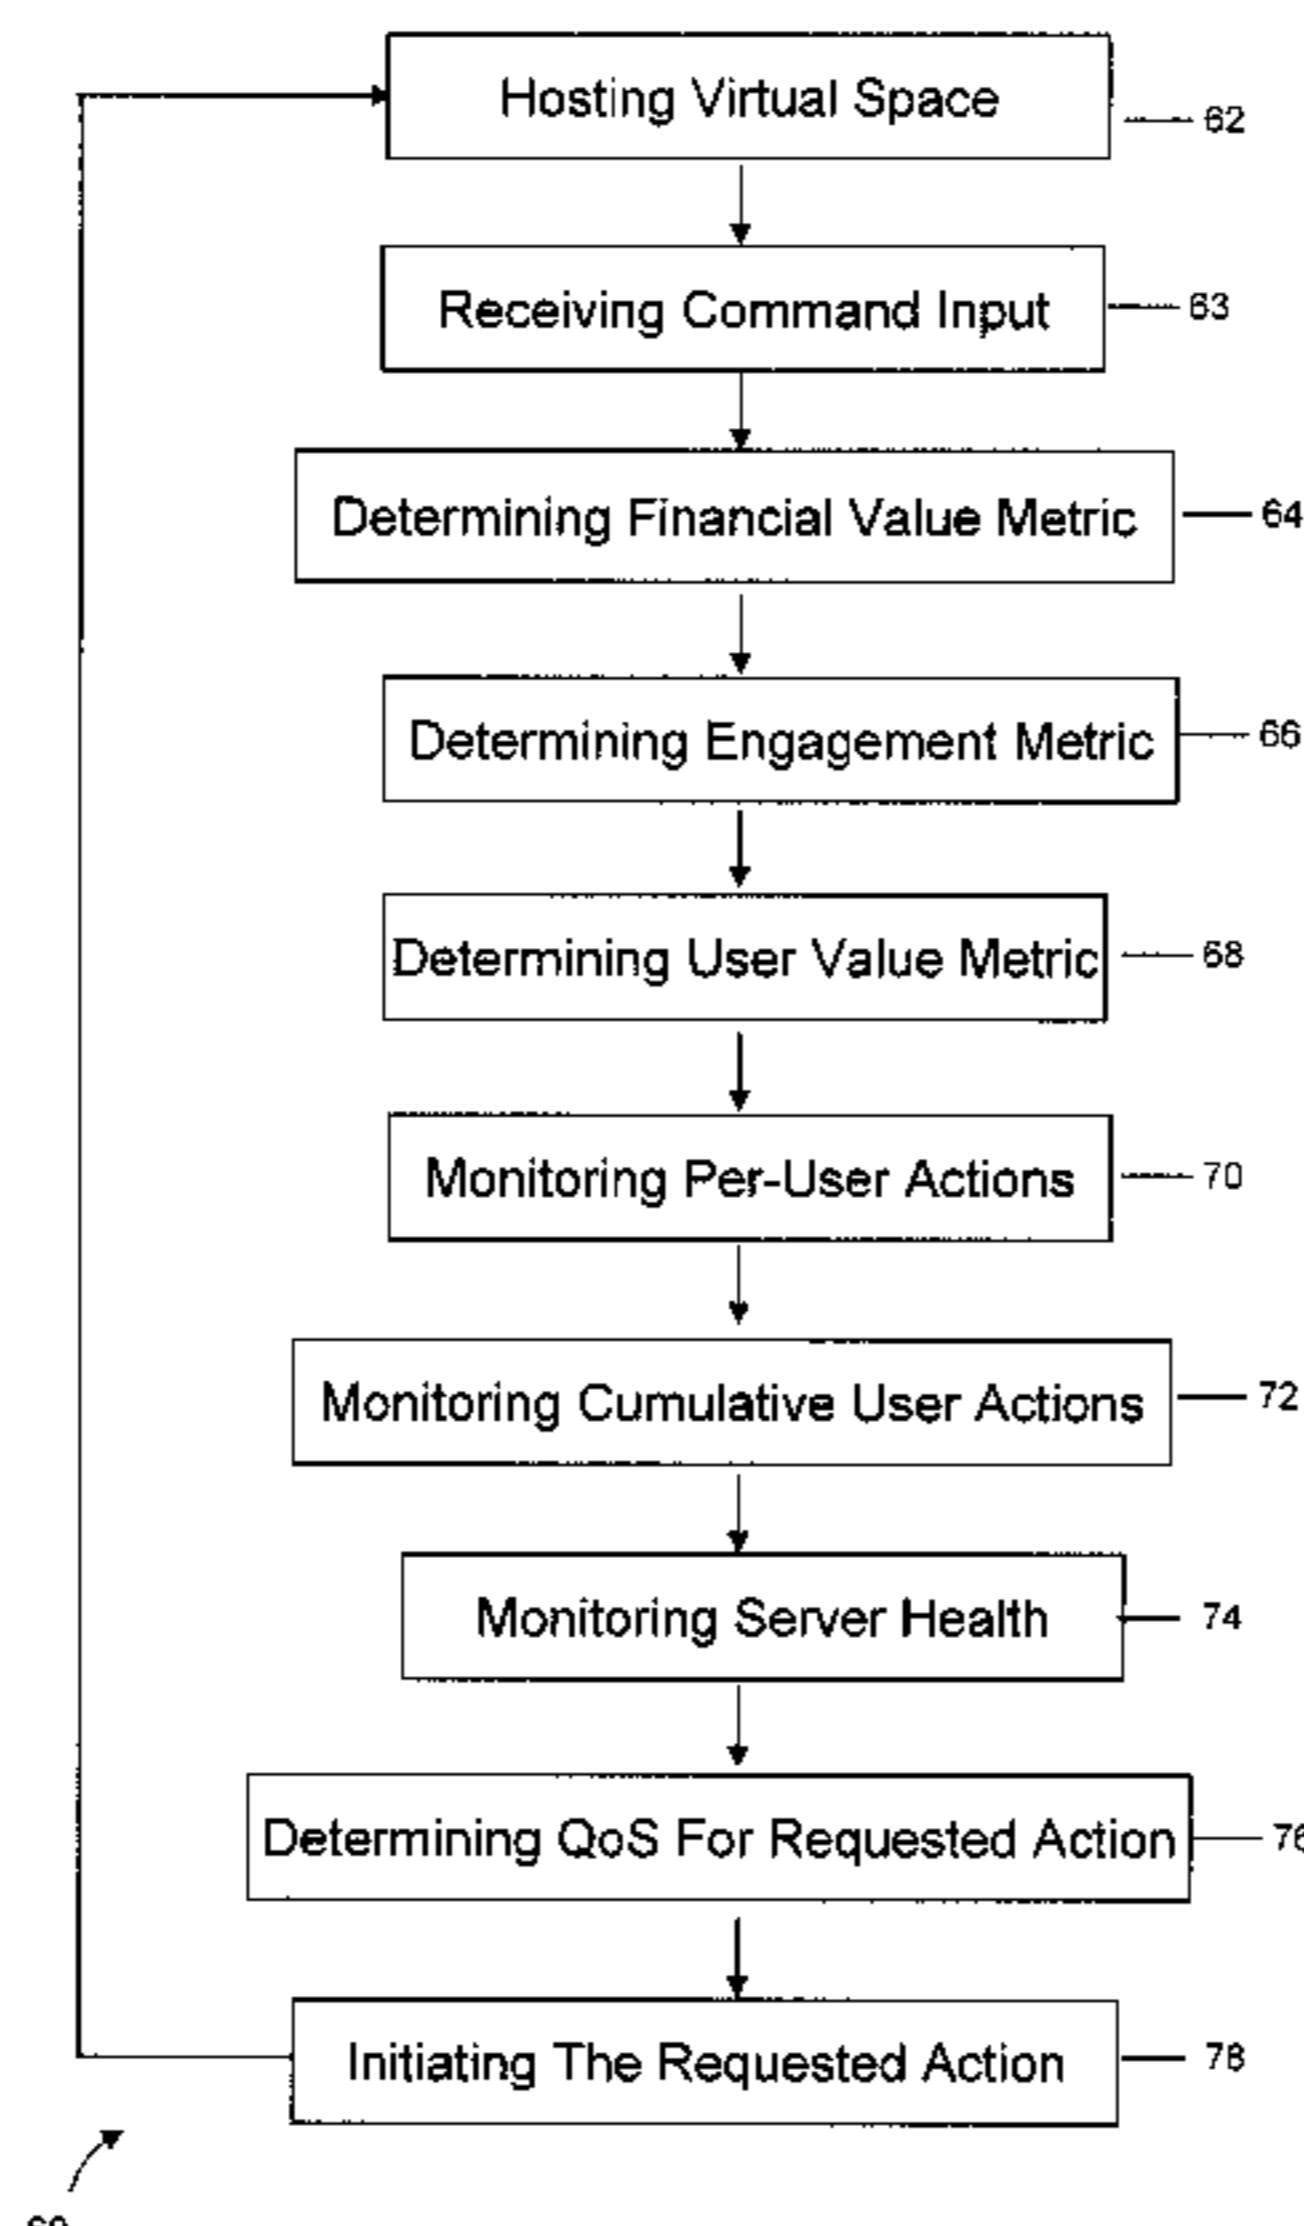 Hosting Virtual Space
62
Receiving Command Input
63
Determining Financial Value Metric
64
Determining Engagement Metric
66
Determining User Value Metric
68
Monitoring Per-User Actions
70
Monitoring Cumulative User Actions
72
Monitoring Server Health
74
Determining QoS For Requested Action
76
Initiating The Requested Action
78